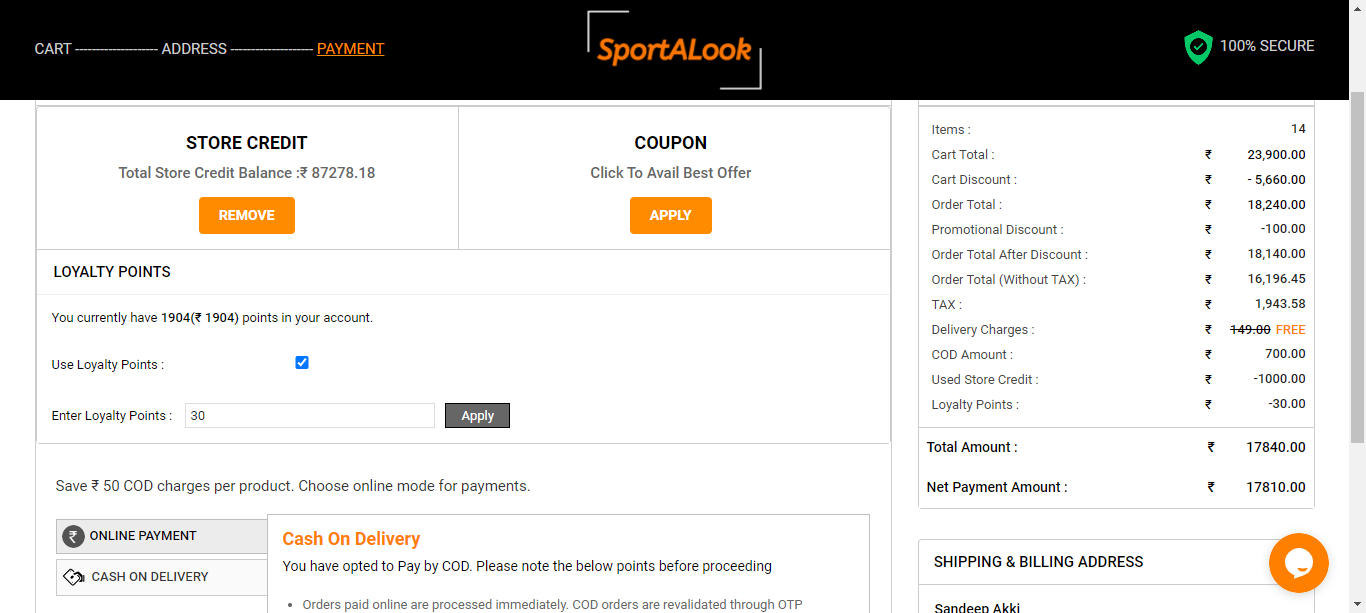 CART ------------------- ADDRESS ------------------- PAYMENT
SportALook
100% SECURE
STORE CREDIT
Total Store Credit Balance :₹ 87278.18
REMOVE
COUPON
Click To Avail Best Offer
APPLY
LOYALTY POINTS
You currently have 1904(₹ 1904) points in your account.
Use Loyalty Points :
Enter Loyalty Points : 30 Apply
Save ₹ 50 COD charges per product. Choose online mode for payments.
₹ ONLINE PAYMENT
CASH ON DELIVERY
Cash On Delivery
You have opted to Pay by COD. Please note the below points before proceeding
• Orders paid online are processed immediately. COD orders are revalidated through OTP
Items : 14
Cart Total : ₹ 23,900.00
Cart Discount : ₹ - 5,660.00
Order Total : ₹ 18,240.00
Promotional Discount : ₹ -100.00
Order Total After Discount : ₹ 18,140.00
Order Total (Without TAX) : ₹ 16,196.45
TAX : ₹ 1,943.58
Delivery Charges : ₹ 149.00 FREE
COD Amount : ₹ 700.00
Used Store Credit : ₹ -1000.00
Loyalty Points : ₹ -30.00
Total Amount : ₹ 17840.00
Net Payment Amount : ₹ 17810.00
SHIPPING & BILLING ADDRESS
Sandeep Akki